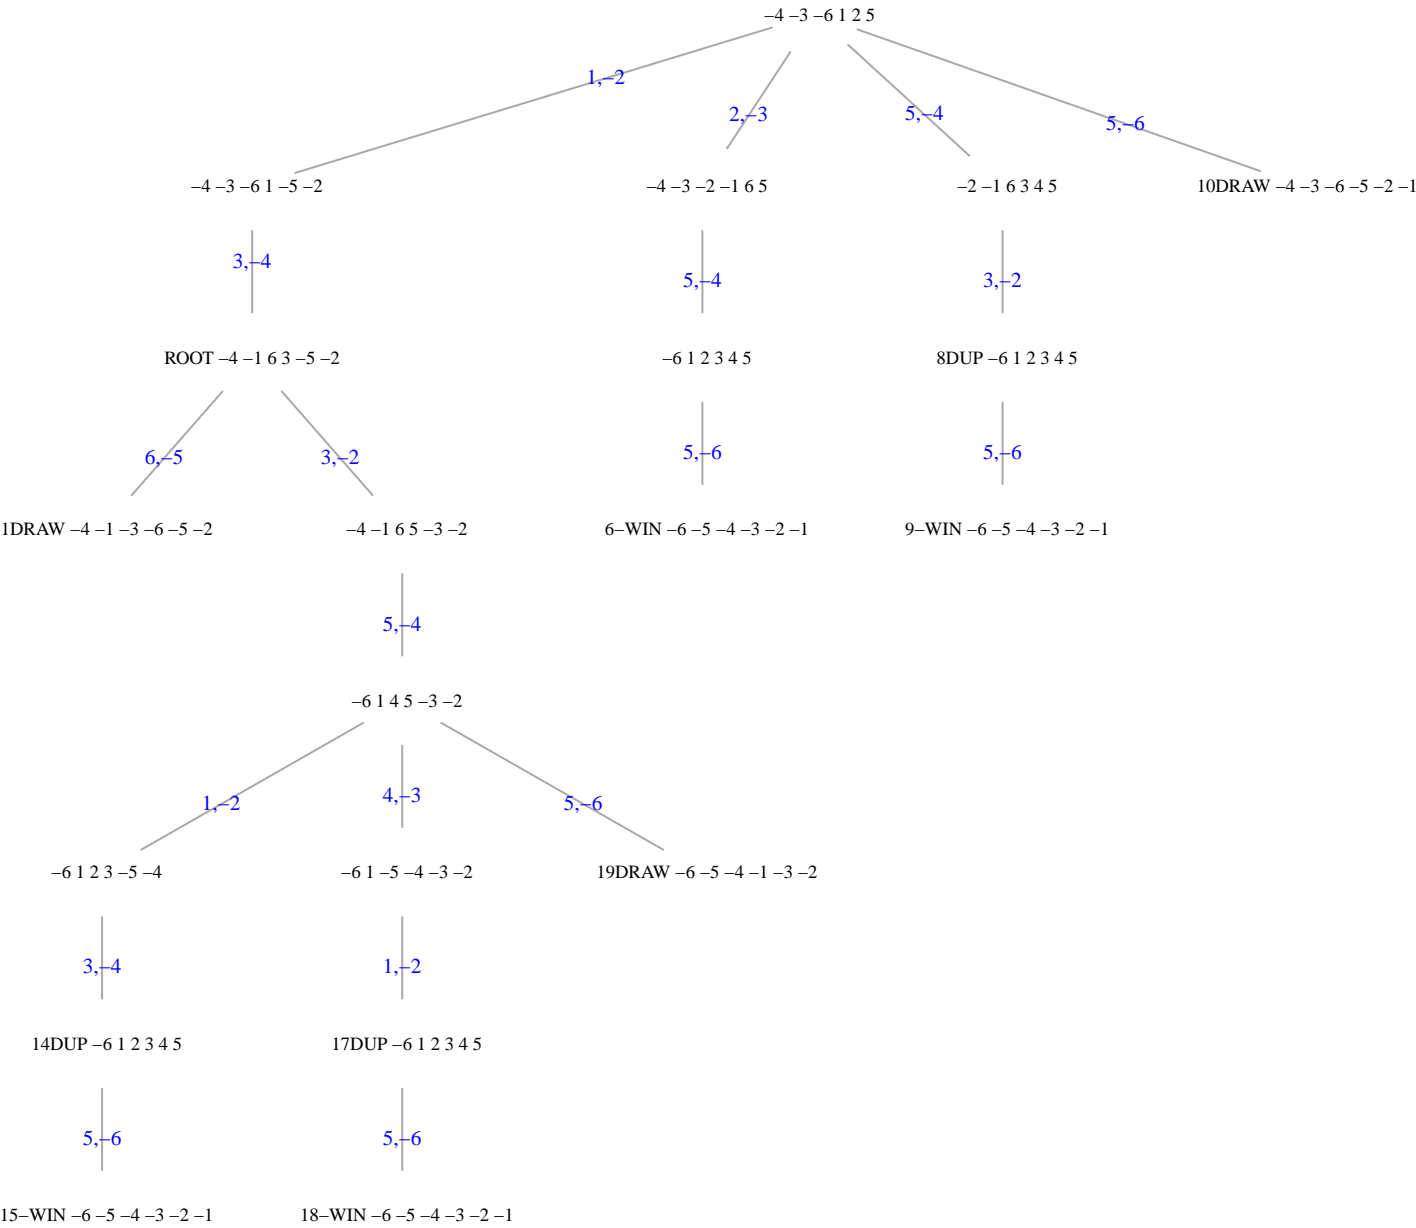 –4 –3 –6 1 2 5
1,–2
2,–3
5,–4
5,–6
–4 –3 –6 1 –5 –2
–4 –3 –2 –1 6 5
–2 –1 6 3 4 5
10DRAW –4 –3 –6 –5 –2 –1
3,–4
5,–4
3,–2
ROOT –4 –1 6 3 –5 –2
–6 1 2 3 4 5
8DUP –6 1 2 3 4 5
6,–5
3,–2
5,–6
5,–6
1DRAW –4 –1 –3 –6 –5 –2
–4 –1 6 5 –3 –2
6–WIN –6 –5 –4 –3 –2 –1
9–WIN –6 –5 –4 –3 –2 –1
5,–4
–6 1 4 5 –3 –2
1,–2
4,–3
5,–6
–6 1 2 3 –5 –4
–6 1 –5 –4 –3 –2
19DRAW –6 –5 –4 –1 –3 –2
3,–4
1,–2
14DUP –6 1 2 3 4 5
17DUP –6 1 2 3 4 5
5,–6
5,–6
15–WIN –6 –5 –4 –3 –2 –1
18–WIN –6 –5 –4 –3 –2 –1